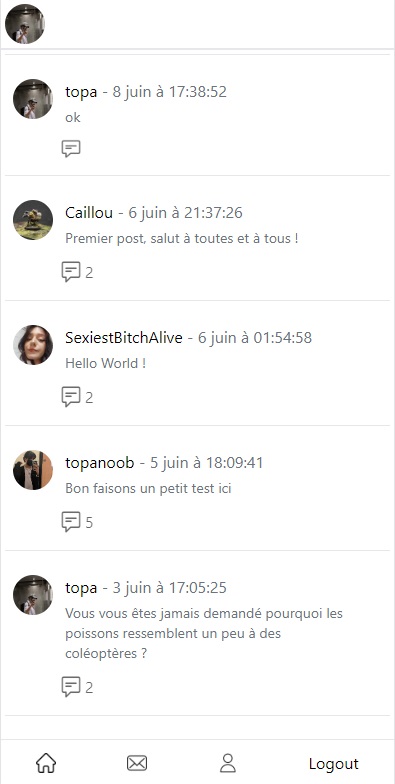 topa - 8 juin à 17:38:52
ok
Caillou - 6 juin à 21:37:26
Premier post, salut à toutes et à tous !
2
SexiestBitchAlive - 6 juin à 01:54:58
Hello World !
2
topanoob - 5 juin à 18:09:41
Bon faisons un petit test ici
5
topa - 3 juin à 17:05:25
Vous vous êtes jamais demandé pourquoi les
poissons ressemblent un peu à des
coléoptères ?
2
Logout